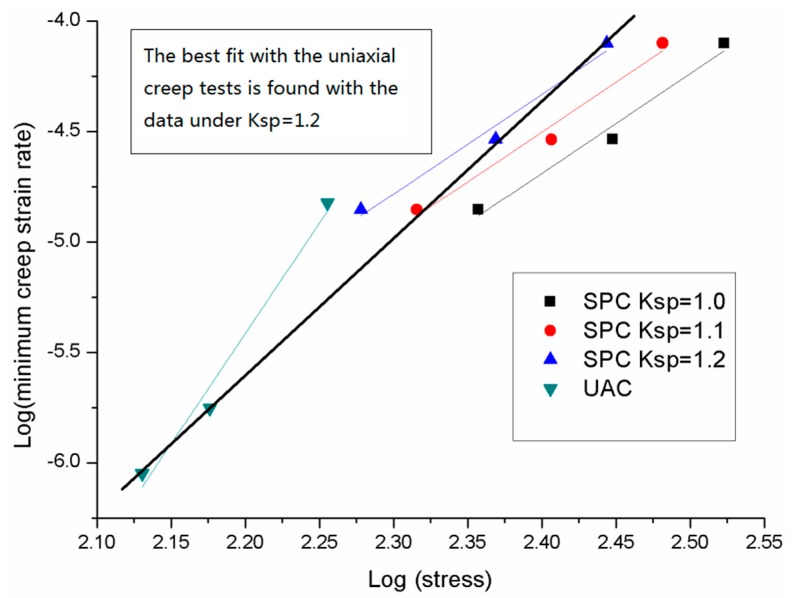 The best fit with the uniaxial
creep tests is found with the
data under Ksp=1.2
Log(minimum creep strain rate)
-4.0
-4.5
-5.0
-5.5
-6.0
SPC Ksp=1.0
SPC Ksp=1.1
SPC Ksp=1.2
UAC
2.10
2.15
2.20
2.25
2.30
2.35
2.40
2.45
2.50
2.55
Log (stress)